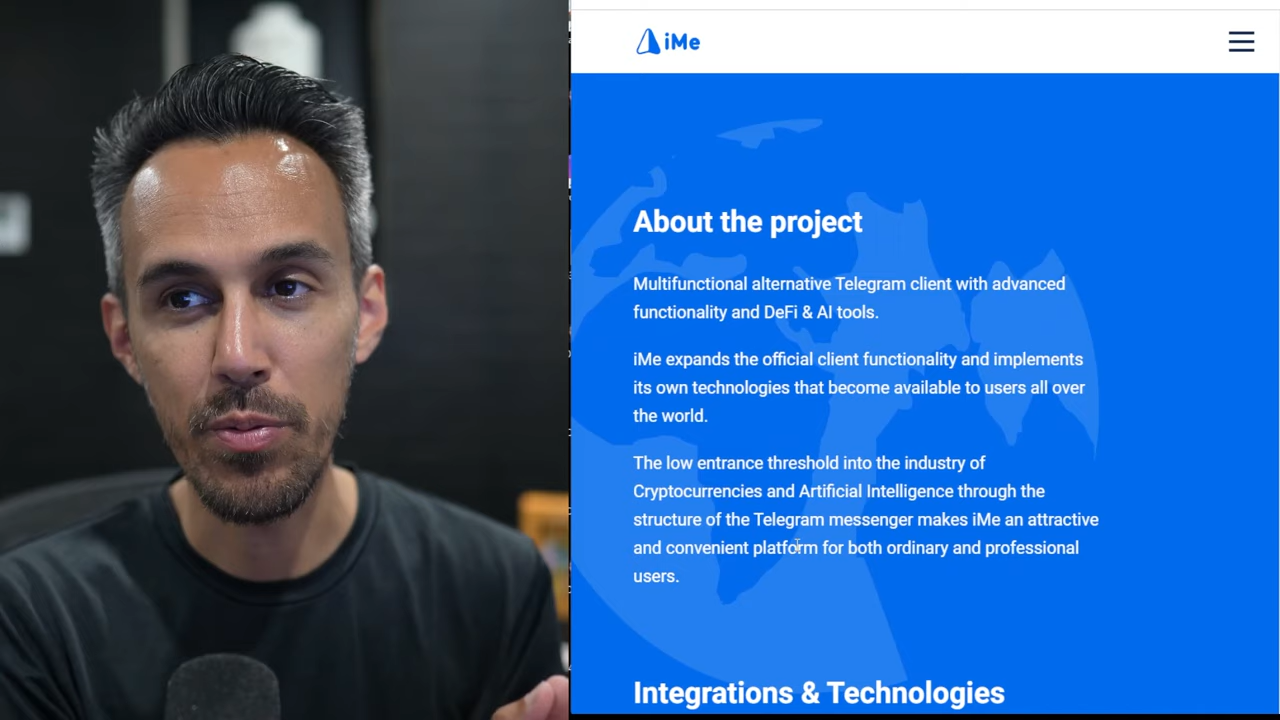 iMe
About the project
Multifunctional alternative Telegram client with advanced
functionality and DeFi & AI tools.
iMe expands the official client functionality and implements
its own technologies that become available to users all over
the world.
The low entrance threshold into the industry of
Cryptocurrencies and Artificial Intelligence through the
structure of the Telegram messenger makes iMe an attractive
and convenient platform for both ordinary and professional
users.
Integrations & Technologies